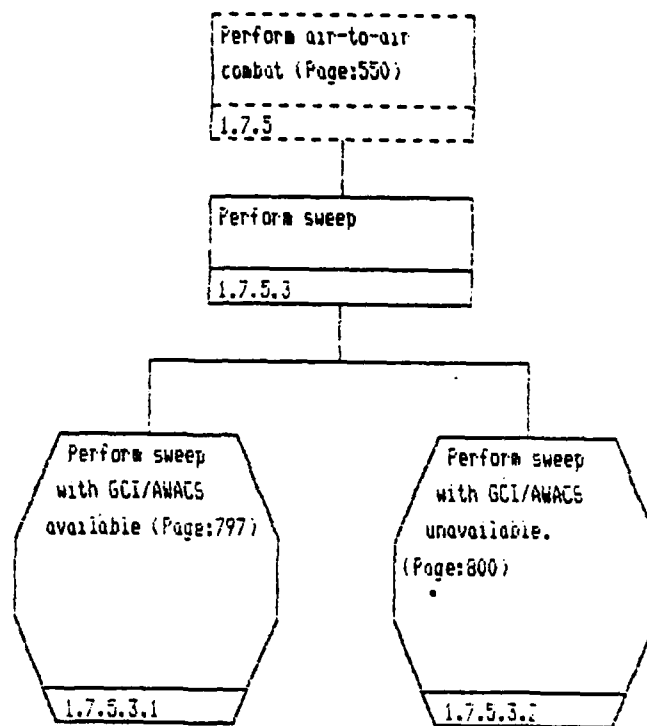 Perform air-to-air
combat (Page:550)
1.7.5
Perform sweep
1.7.5.3
Perform sweep
with GCI/AWACS
available (Page:797)
1.7.5.3.1
Perform sweep
with GCI/AWACS
unavailable.
(Page:800)
1.7.5.3.2